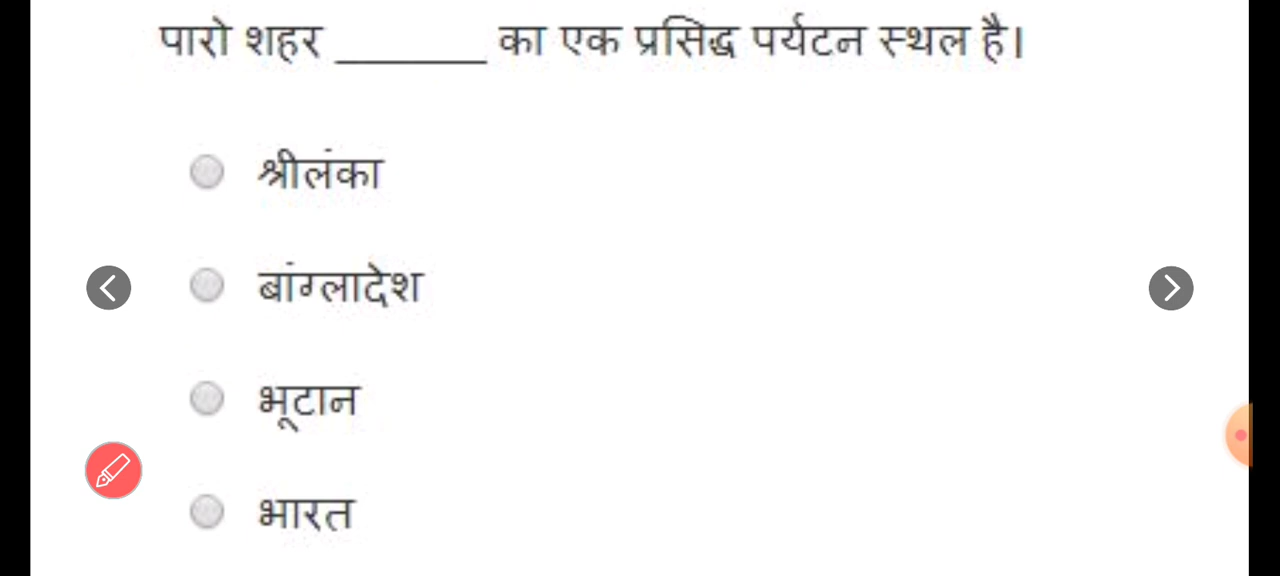 पारो शहर _______ का एक प्रसिद्ध पर्यटन स्थल है।
श्रीलंका
बांग्लादेश
भूटान
भारत